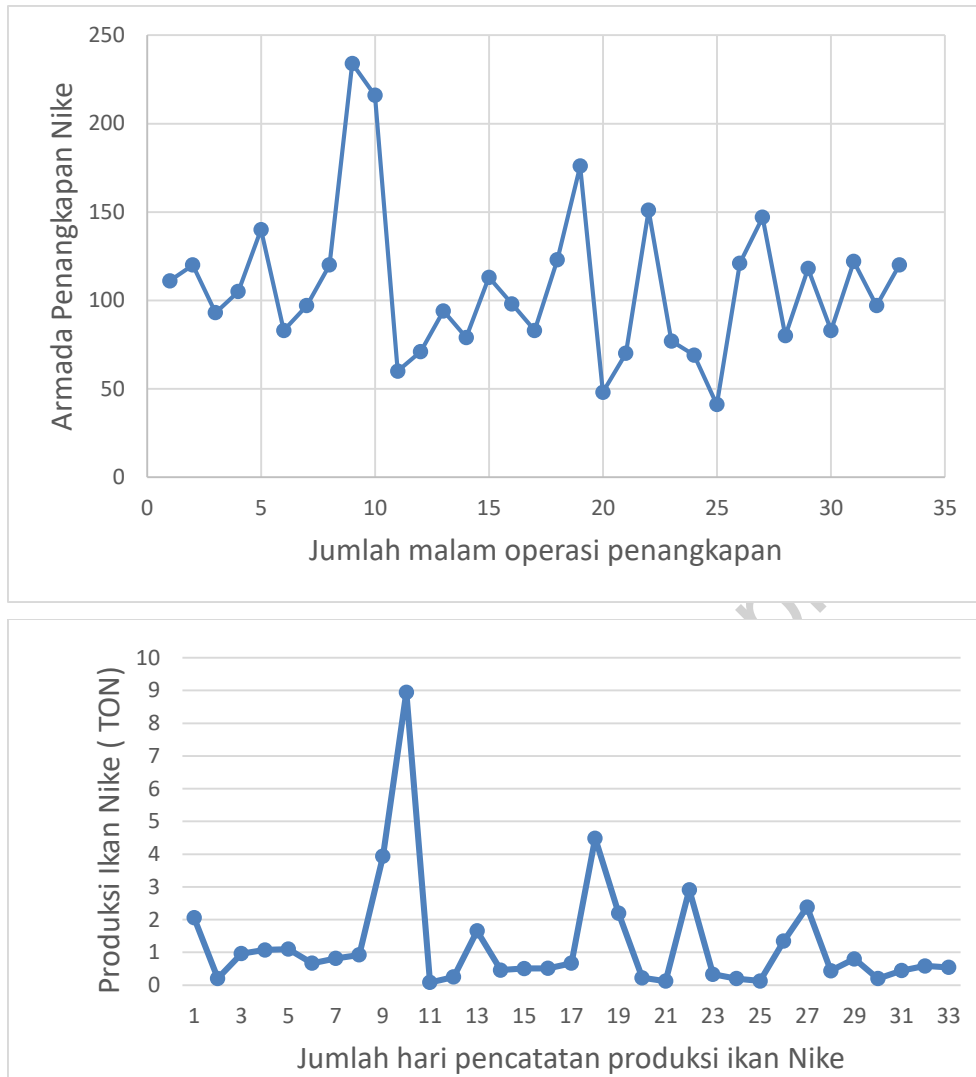 250
200
150
100
50
0
Armada Penangkapan Nike
0 5 10 15 20 25 30 35
Jumlah malam operasi penangkapan
10
9
8
7
6
5
4
3
2
1
0
Produksi Ikan Nike ( TON)
1 3 5 7 9 11 13 15 17 19 21 23 25 27 29 31 33
Jumlah hari pencatatan produksi ikan Nike